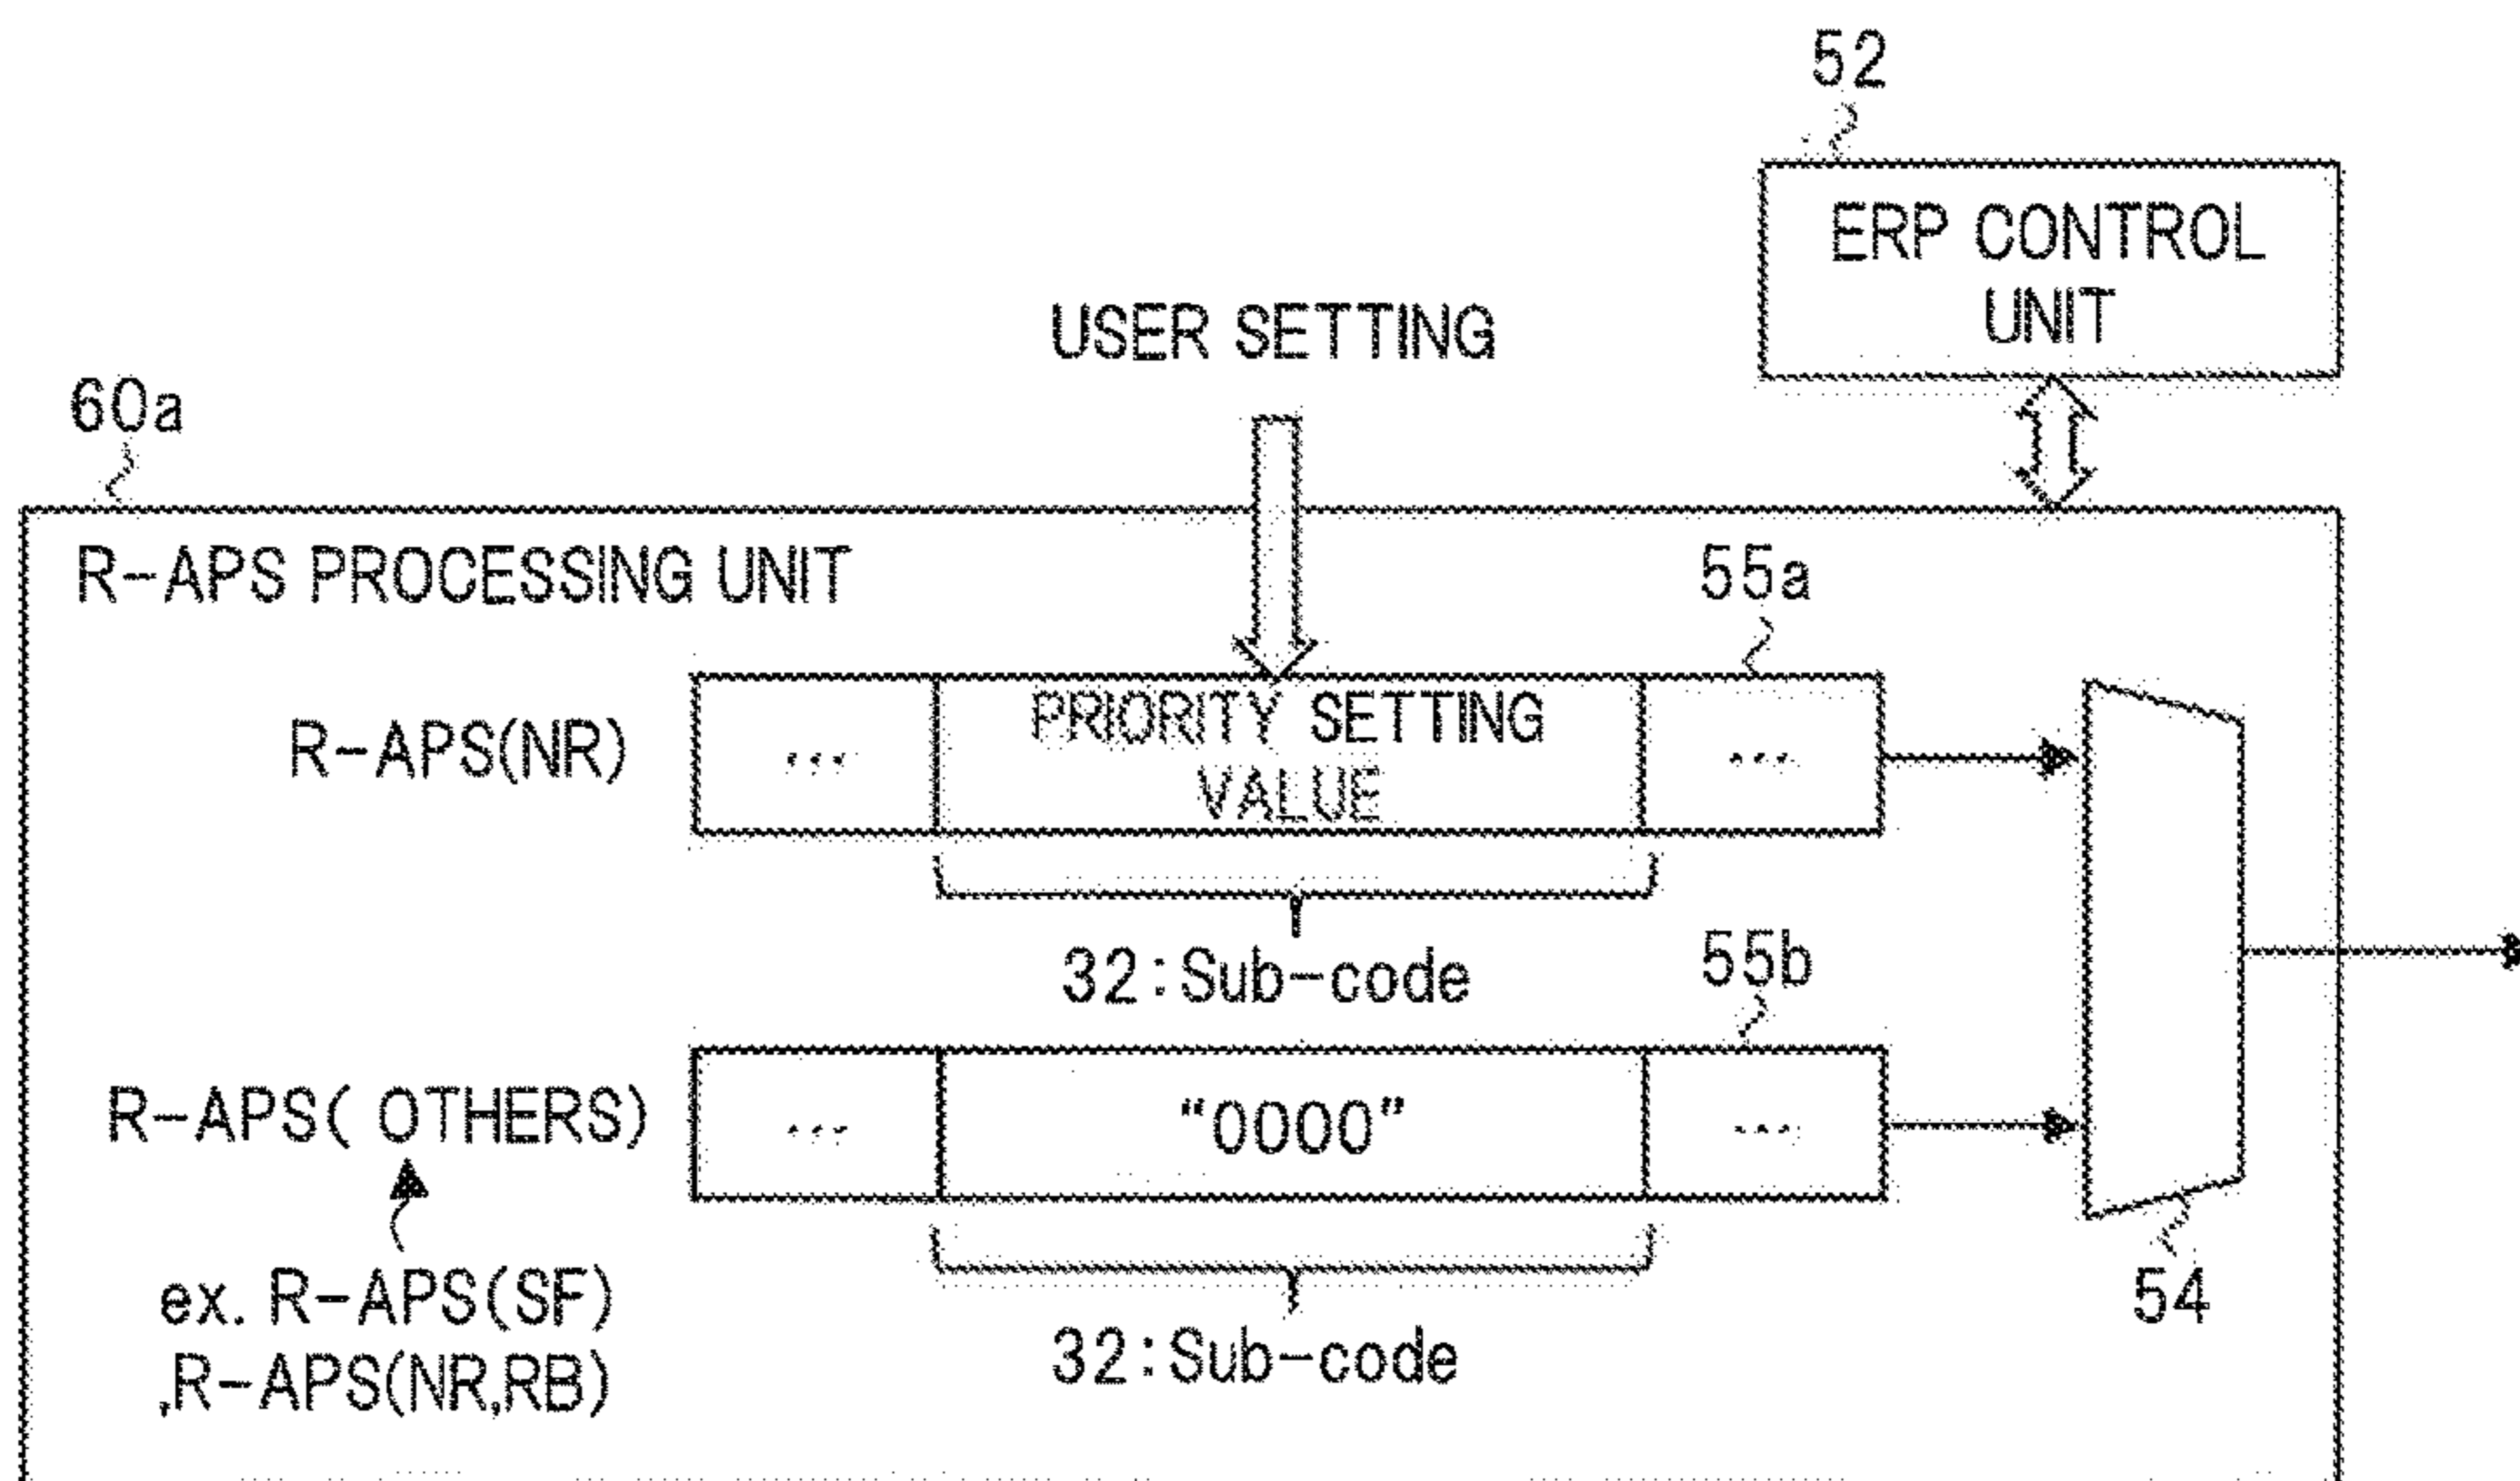 52
ERP CONTROL
UNIT
USER SETTING
60a
R-APS PROCESSING UNIT
55a
R-APS(NR)
...
PRIORITY SETTING
VALUE
...
32:Sub-code
55b
R-APS( OTHERS)
...
"0000"
...
54
ex. R-APS(SF)
,R-APS(NR,RB)
32:Sub-code